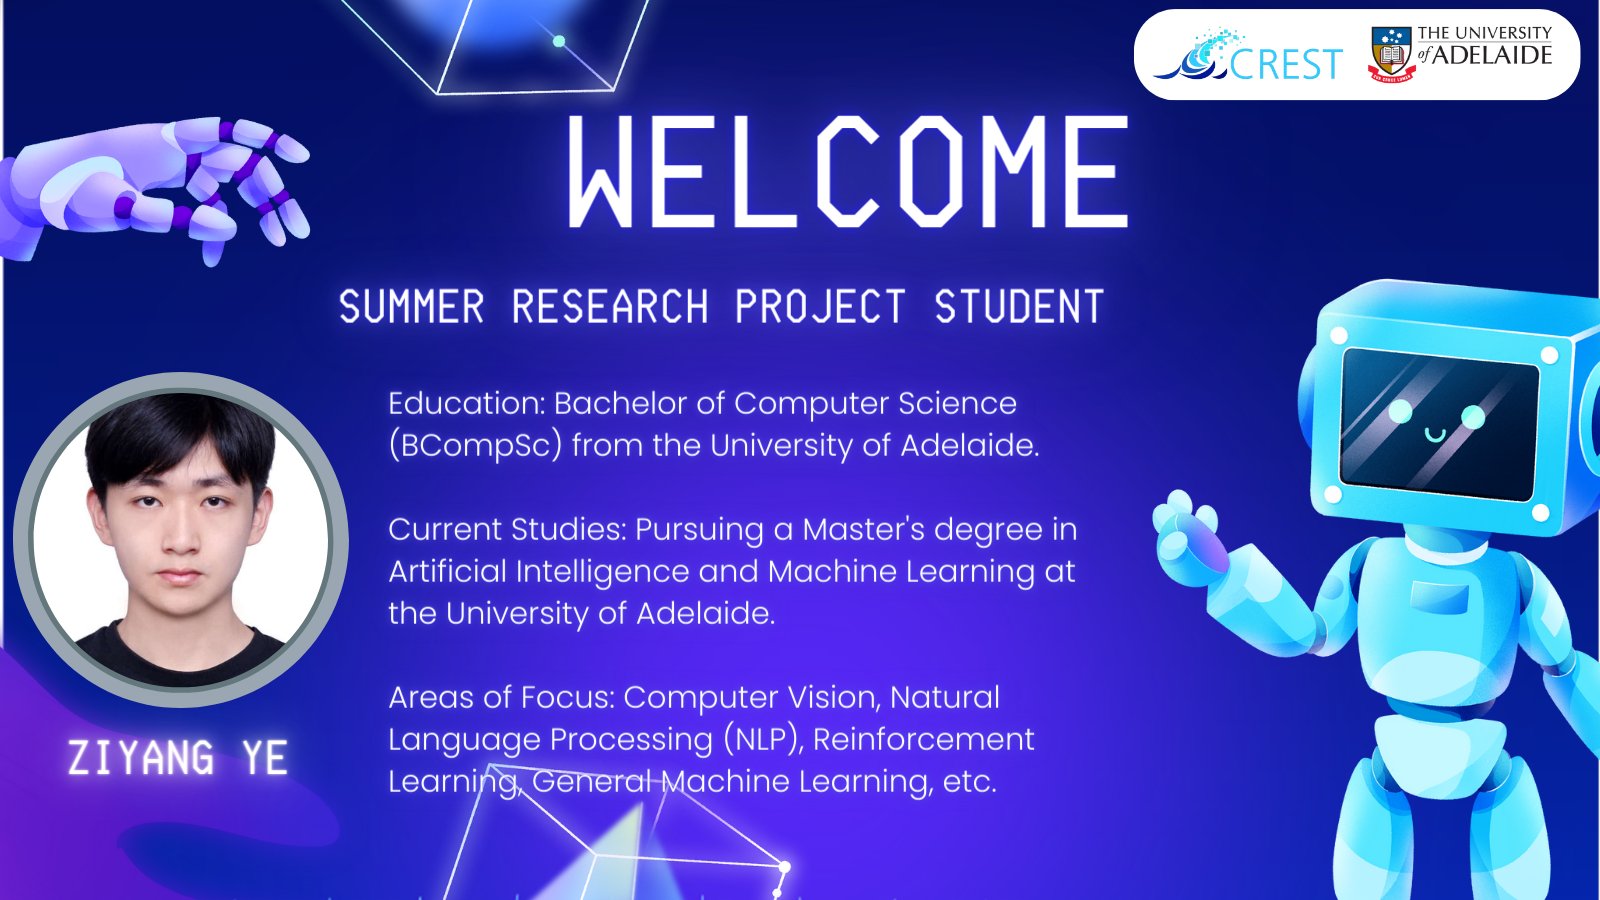 CREST
THE UNIVERSITY
of ADELAIDE
WELCOME
SUMMER RESEARCH PROJECT STUDENT
Education: Bachelor of Computer Science
(BCompSc) from the University of Adelaide.
Current Studies: Pursuing a Master's degree in
Artificial Intelligence and Machine Learning at
the University of Adelaide.
Areas of Focus: Computer Vision, Natural
Language Processing (NLP), Reinforcement
Learning, General Machine Learning, etc.
ZIYANG YE